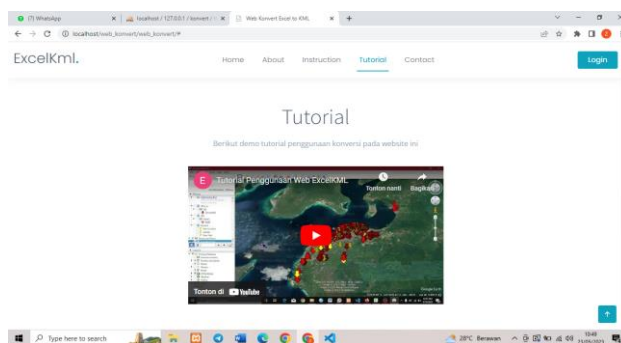 (7) WhatsApp
localhost / 127.0.0.1 / konvert / 
Web Konvert Excel to KML
localhost/web_konvert/web_konvert/#
ExcelKml.
Home
About
Instruction
Tutorial
Contact
Login
Tutorial
Berikut demo tutorial penggunaan konversi pada website ini
E
Tutorial Penggunaan Web ExcelKML
Tonton nanti
Bagikan
Tonton di YouTube
Type here to search
28°C Berawan